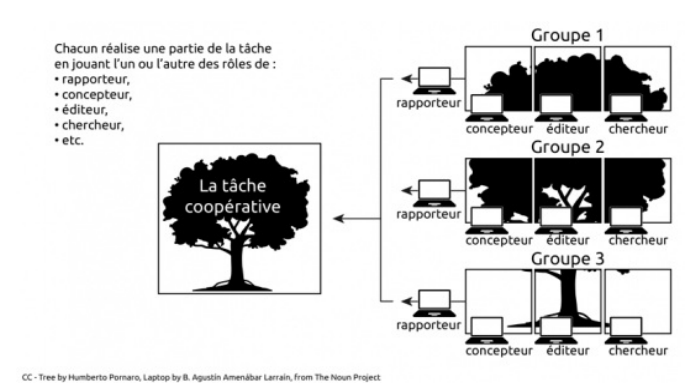 Chacun réalise une partie de la tâche
en jouant l'un ou l'autre des rôles de :
• rapporteur,
• concepteur,
• éditeur,
• chercheur,
• etc.
La tâche
coopérative
Groupe 1
rapporteur
concepteur éditeur chercheur
Groupe 2
rapporteur
concepteur éditeur chercheur
Groupe 3
rapporteur
concepteur éditeur chercheur
CC - Tree by Humberto Pornaro, Laptop by B. Agustín Amenábar Larraín, from The Noun Project